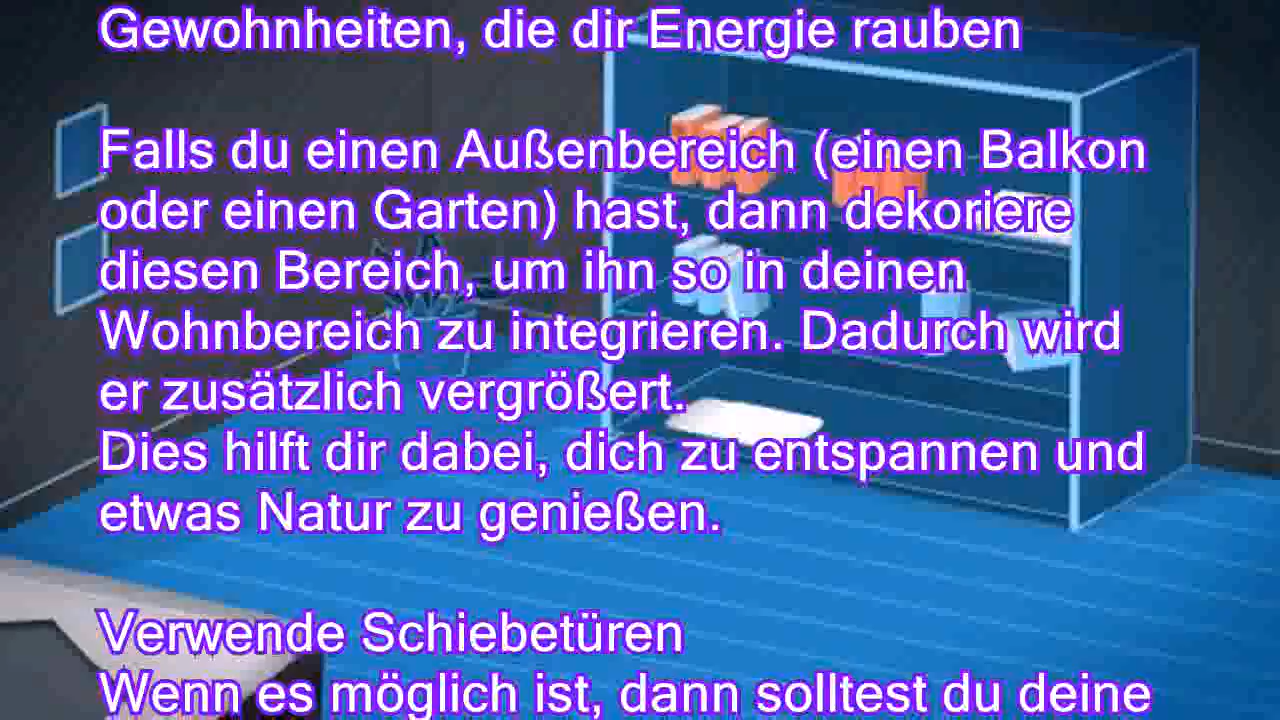 Gewohnheiten, die dir Energie rauben
Falls du einen Außenbereich (einen Balkon
oder einen Garten) hast, dann dekoriere
diesen Bereich, um ihn so in deinen
Wohnbereich zu integrieren. Dadurch wird
er zusätzlich vergrößert.
Dies hilft dir dabei, dich zu entspannen und
etwas Natur zu genießen.
Verwende Schiebetüren
Wenn es möglich ist, dann solltest du deine